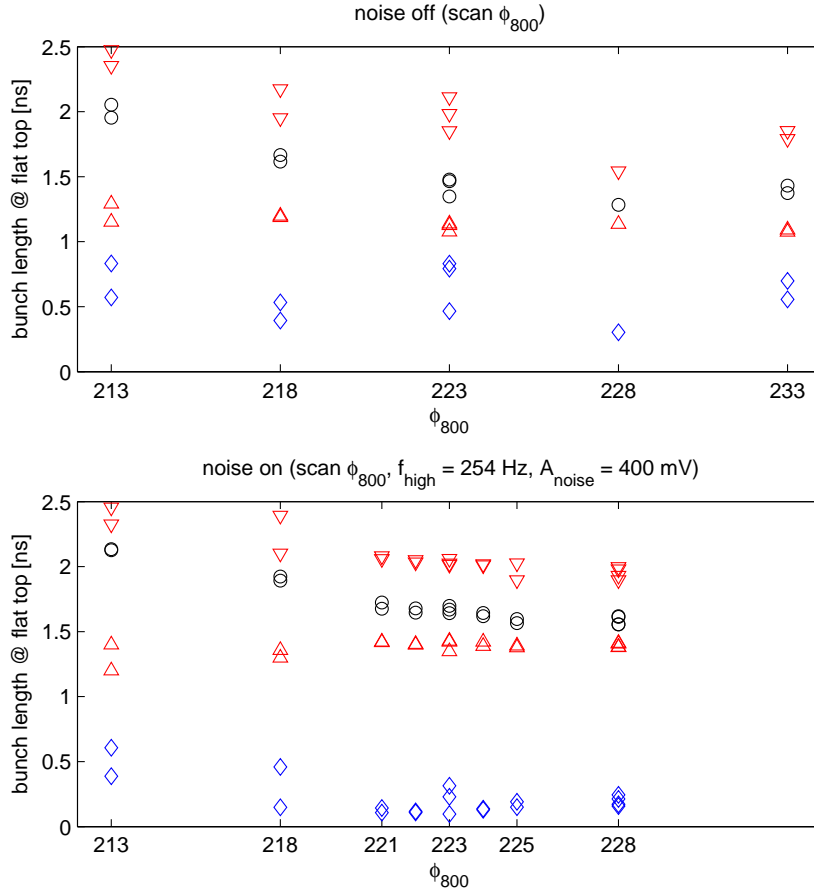 noise off (scan ϕ800)
bunch length @ flat top [ns]
2.5
2
1.5
1
0.5
0
213 218 223 228 233
ϕ800
noise on (scan ϕ800, fhigh = 254 Hz, Anoise = 400 mV)
bunch length @ flat top [ns]
2.5
2
1.5
1
0.5
0
213 218 221 223 225 228
ϕ800